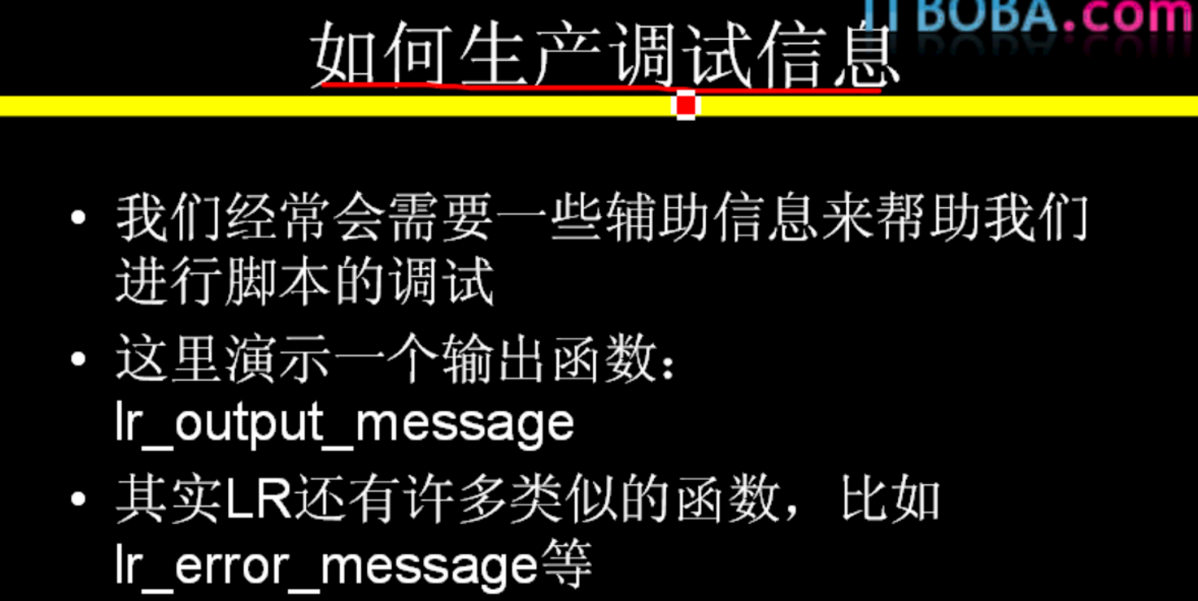 ITBOBA.com
如何生产调试信息
• 我们经常会需要一些辅助信息来帮助我们
进行脚本的调试
• 这里演示一个输出函数：
lr_output_message
• 其实LR还有许多类似的函数，比如
lr_error_message等